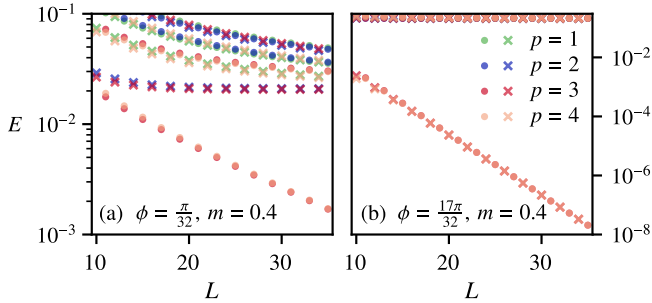 10⁻¹
10⁻²
10⁻³
E
(a) ϕ = π/32, m = 0.4
10 20 30
L
p = 1
p = 2
p = 3
p = 4
(b) ϕ = 17π/32, m = 0.4
10⁻²
10⁻⁴
10⁻⁶
10⁻⁸
10 20 30
L